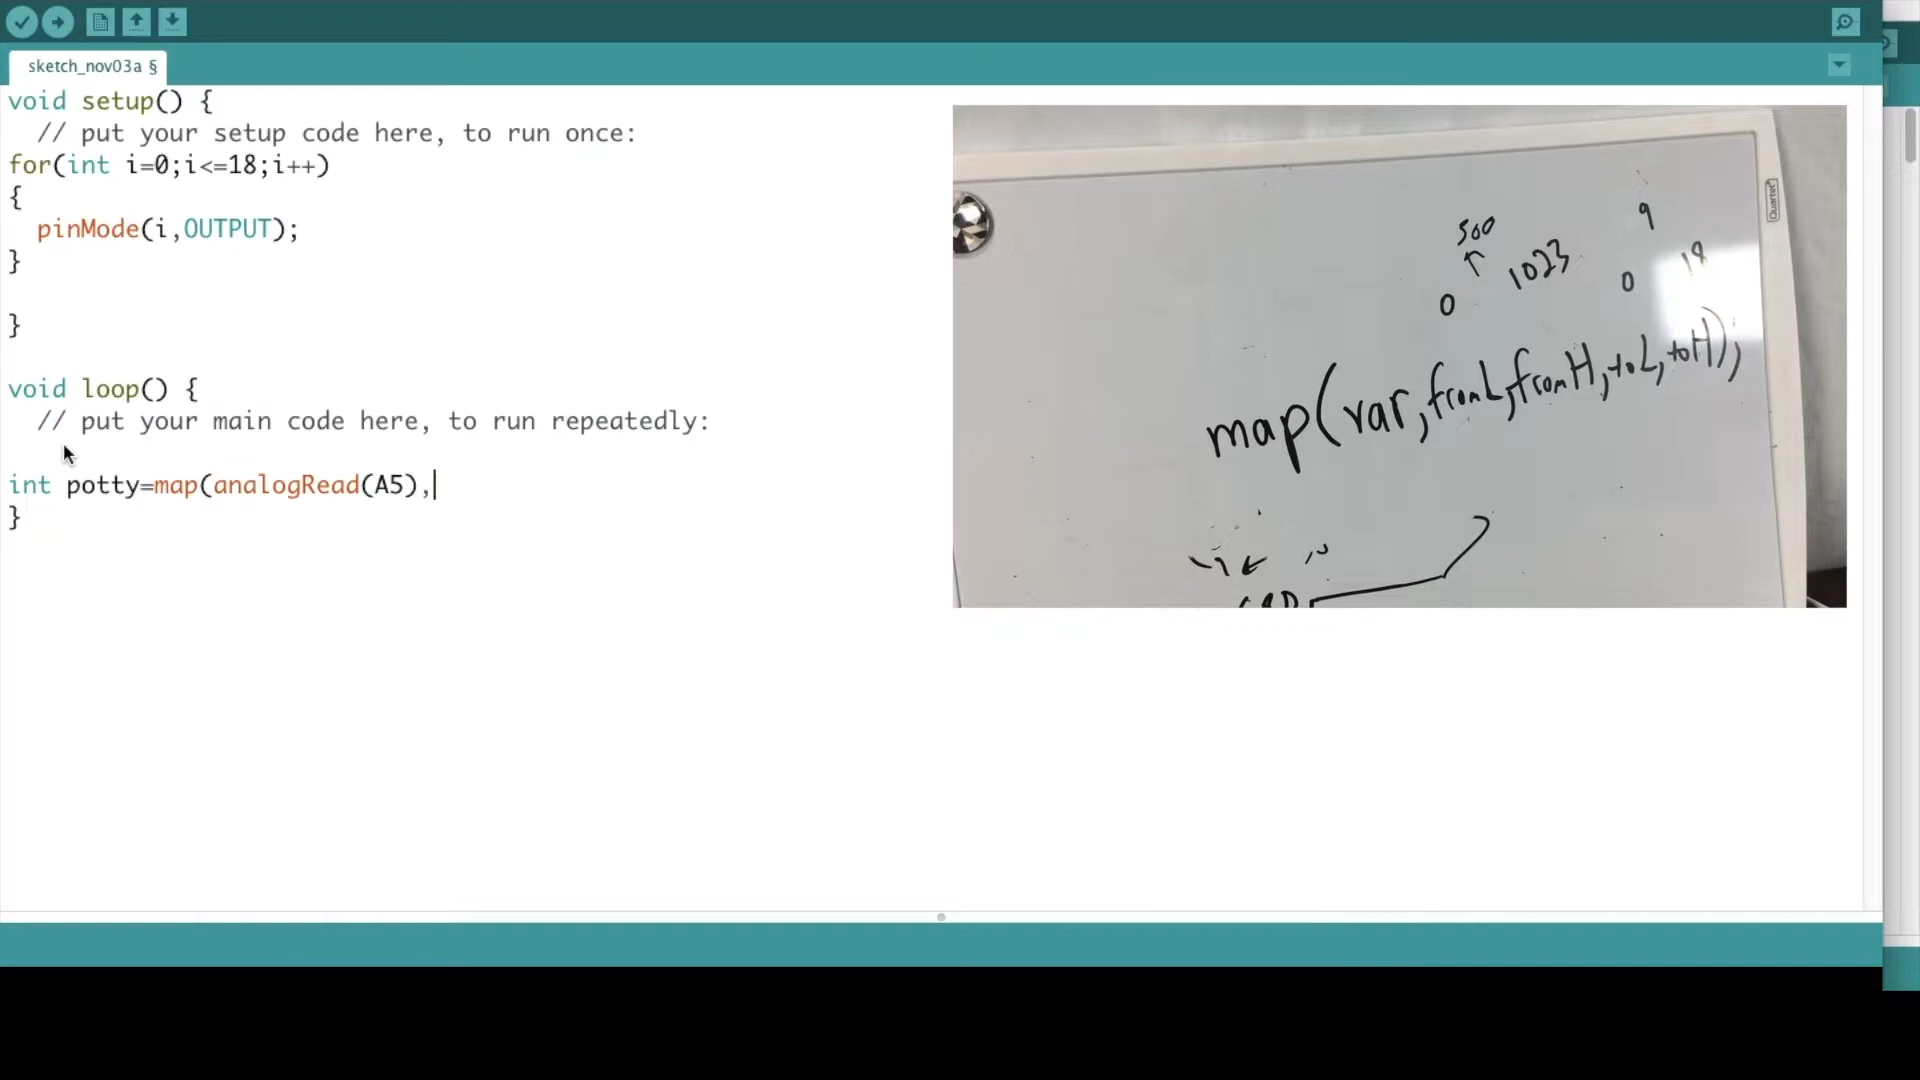 sketch_nov03a §
void setup() {
// put your setup code here, to run once:
for(int i=0;i<=18;i++)
{
pinMode(i,OUTPUT);
}
}
void loop() {
// put your main code here, to run repeatedly:
int potty=map(analogRead(A5),
}
Quartet
500
9
0
1023
0
18
map(var,fromL,fromH,toL,toH);